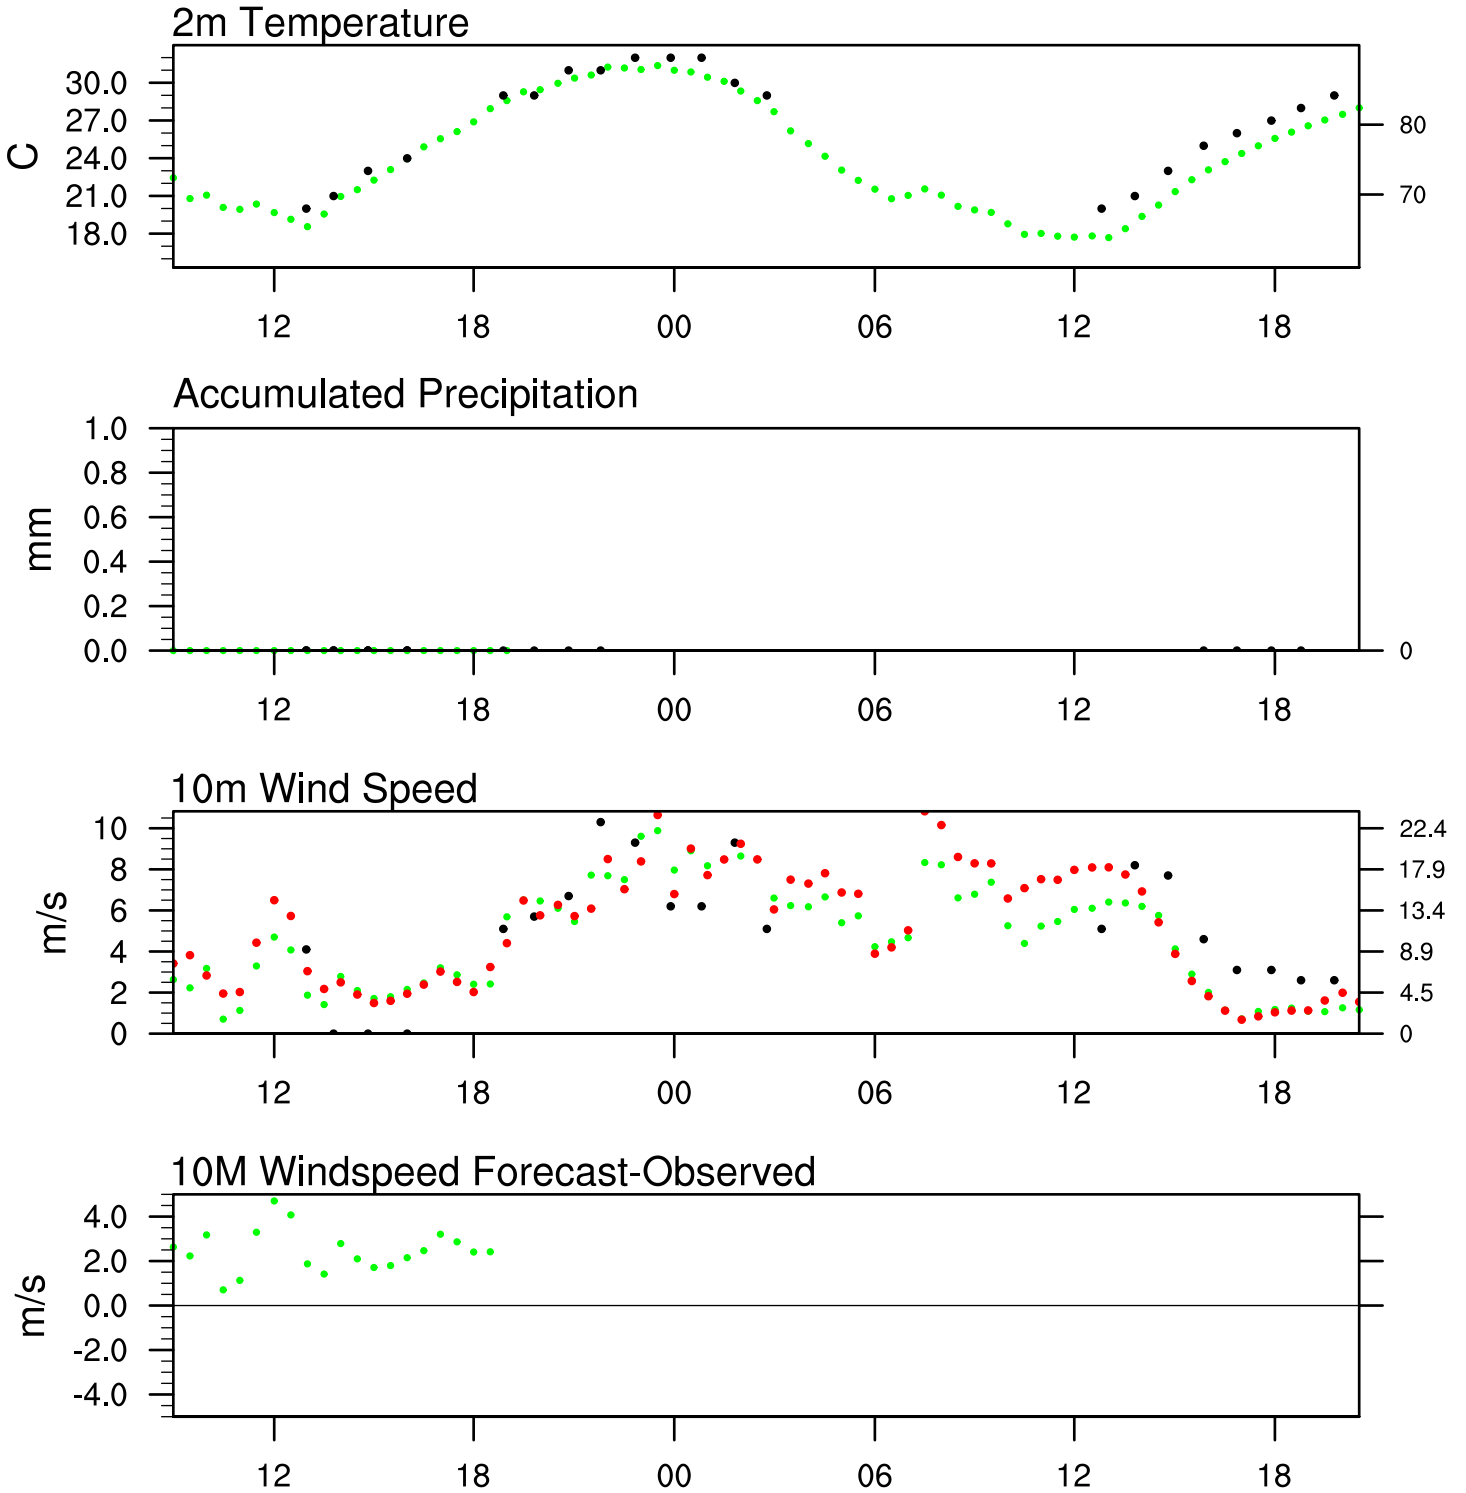 2m Temperature
30.0
27.0
24.0
21.0
18.0
C
80
70
12 18 00 06 12 18
Accumulated Precipitation
1.0
0.8
0.6
0.4
0.2
0.0
mm
0
12 18 00 06 12 18
10m Wind Speed
10
8
6
4
2
0
m/s
22.4
17.9
13.4
8.9
4.5
0
12 18 00 06 12 18
10M Windspeed Forecast-Observed
4.0
2.0
0.0
-2.0
-4.0
m/s
12 18 00 06 12 18